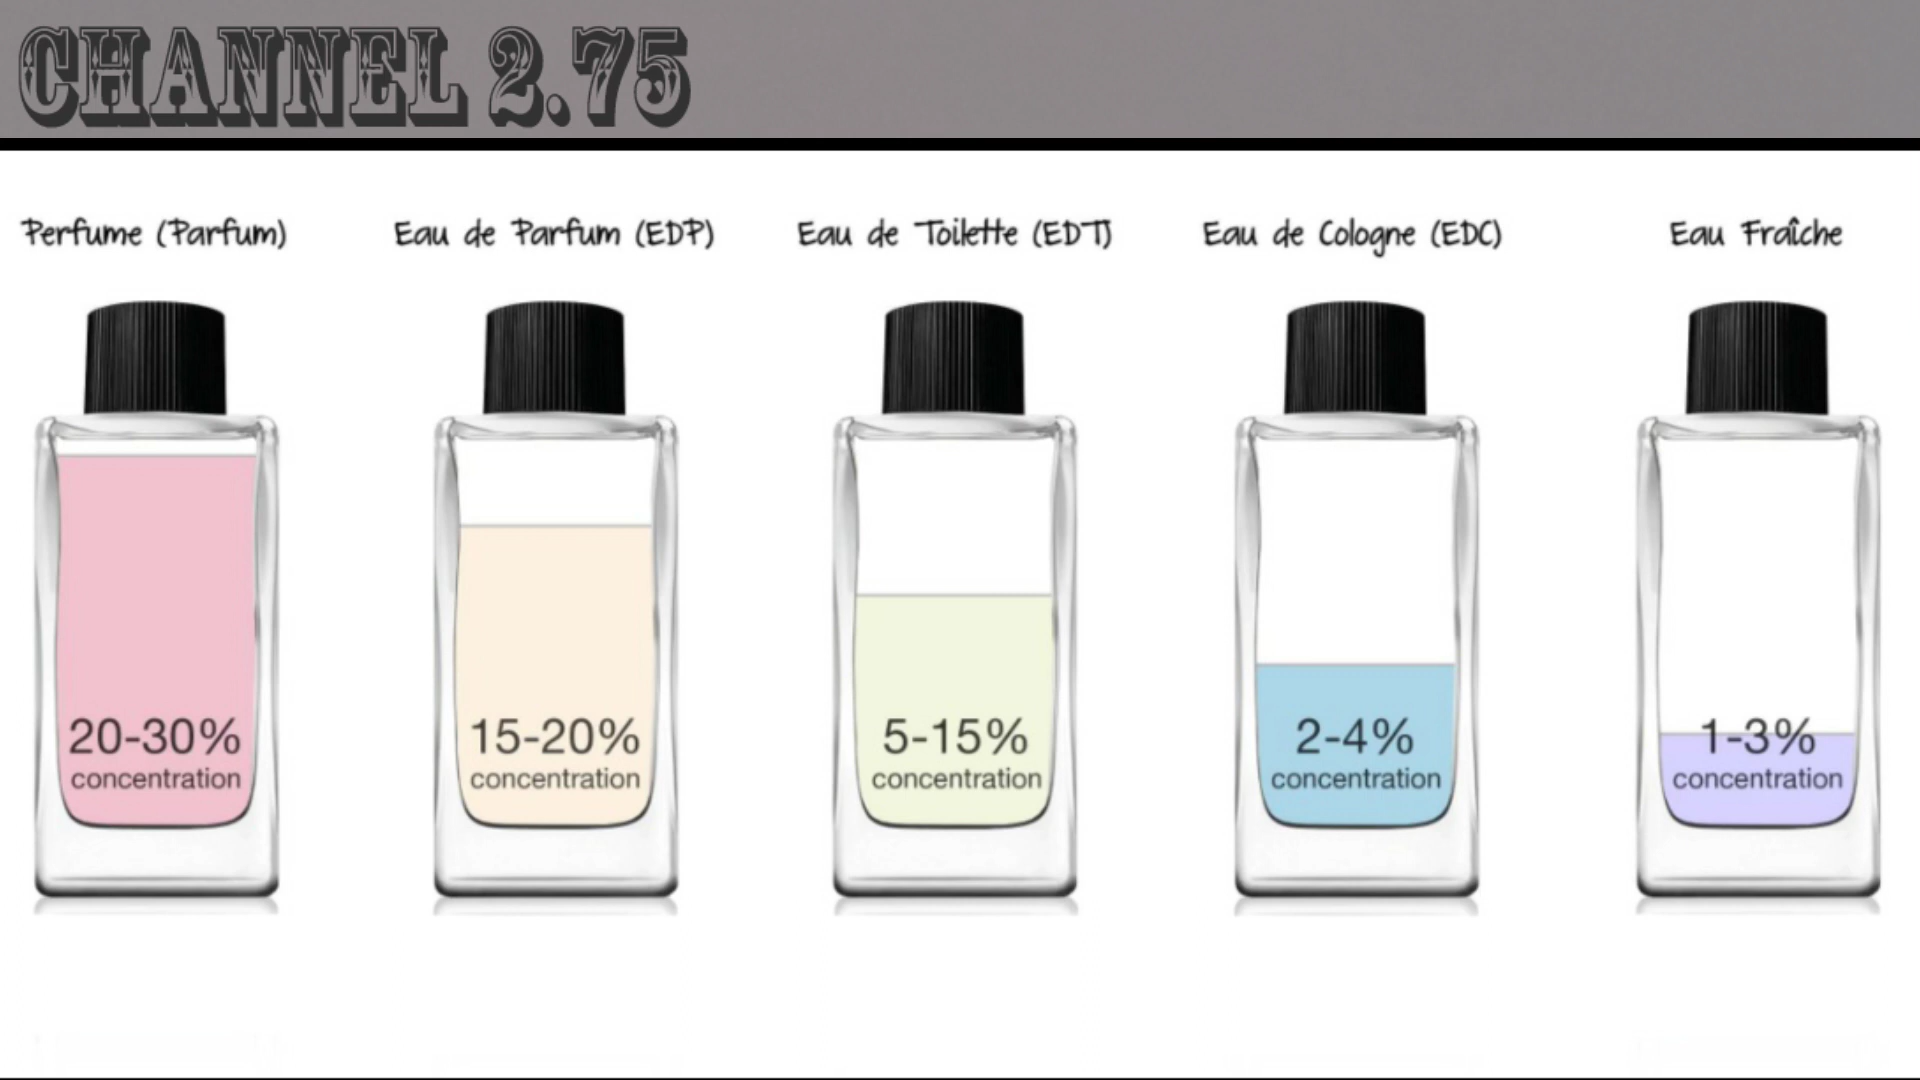 CHANNEL 2.75
Perfume (Parfum)
Eau de Parfum (EDP)
Eau de Toilette (EDT)
Eau de Cologne (EDC)
Eau Fraîche
20-30%
concentration
15-20%
concentration
5-15%
concentration
2-4%
concentration
1-3%
concentration